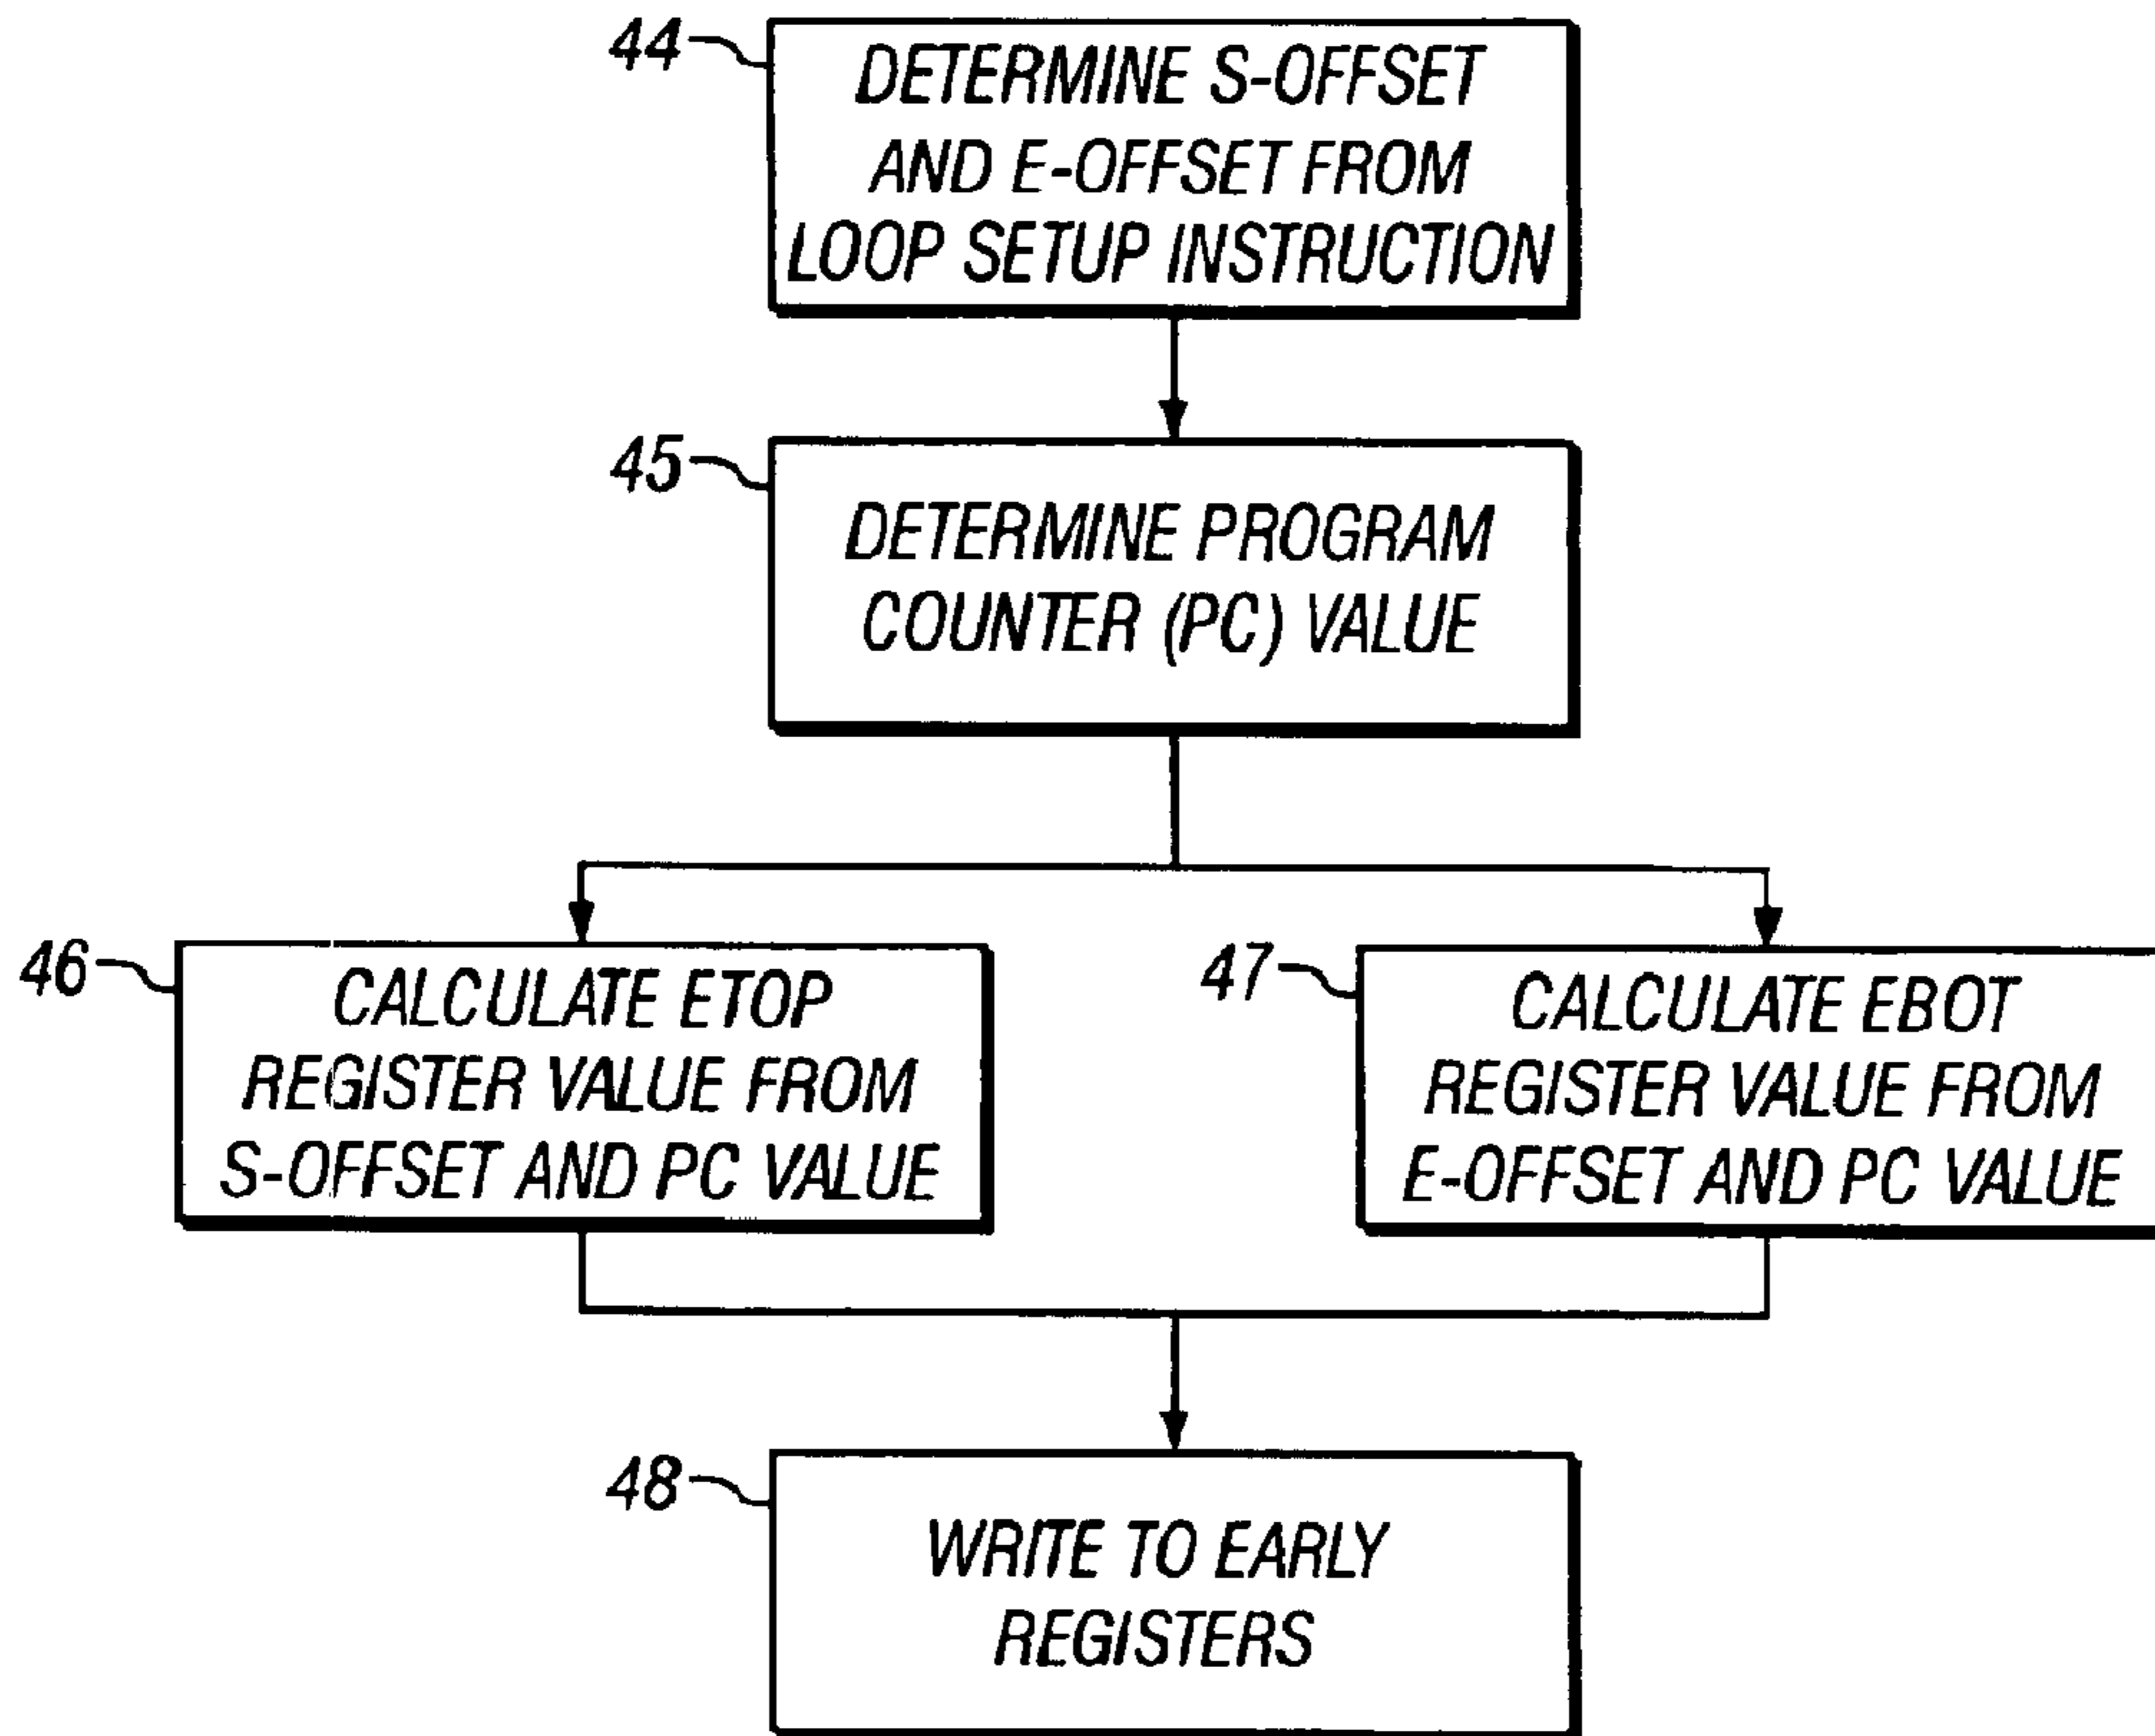 44
DETERMINE S-OFFSET
AND E-OFFSET FROM
LOOP SETUP INSTRUCTION
45
DETERMINE PROGRAM
COUNTER (PC) VALUE
46
CALCULATE ETOP
REGISTER VALUE FROM
S-OFFSET AND PC VALUE
47
CALCULATE EBOT
REGISTER VALUE FROM
E-OFFSET AND PC VALUE
48
WRITE TO EARLY
REGISTERS